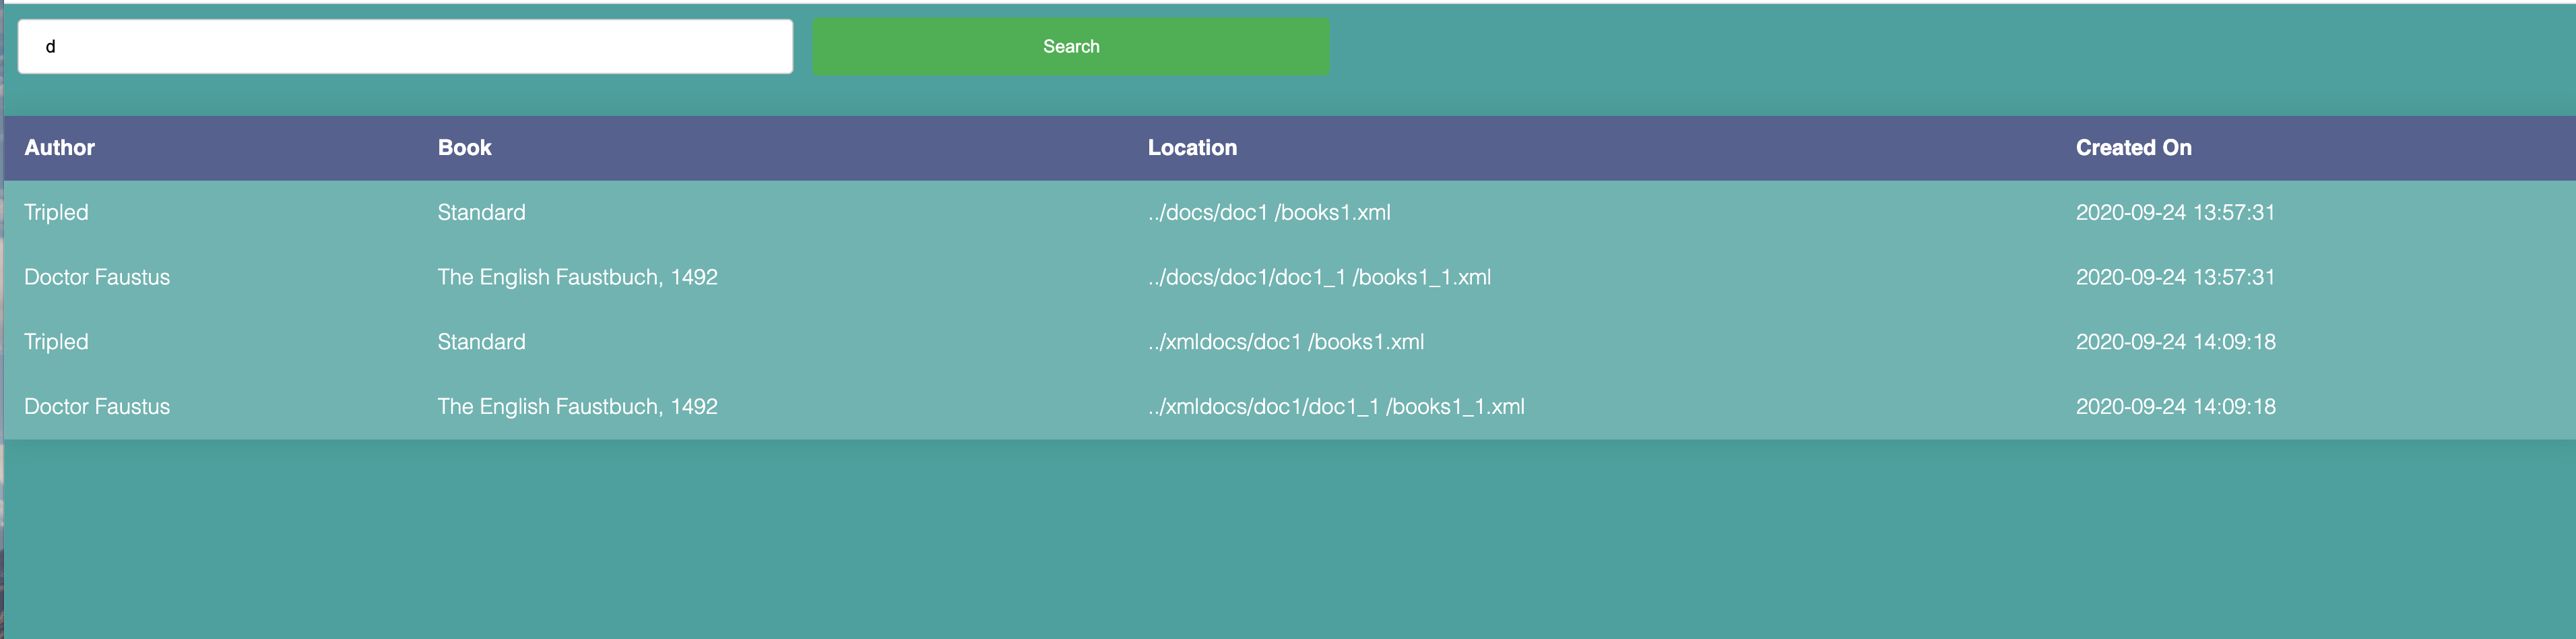 d Search
Author Book Location Created On
Tripled Standard ../docs/doc1 /books1.xml 2020-09-24 13:57:31
Doctor Faustus The English Faustbuch, 1492 ../docs/doc1/doc1_1 /books1_1.xml 2020-09-24 13:57:31
Tripled Standard ../xmldocs/doc1 /books1.xml 2020-09-24 14:09:18
Doctor Faustus The English Faustbuch, 1492 ../xmldocs/doc1/doc1_1 /books1_1.xml 2020-09-24 14:09:18